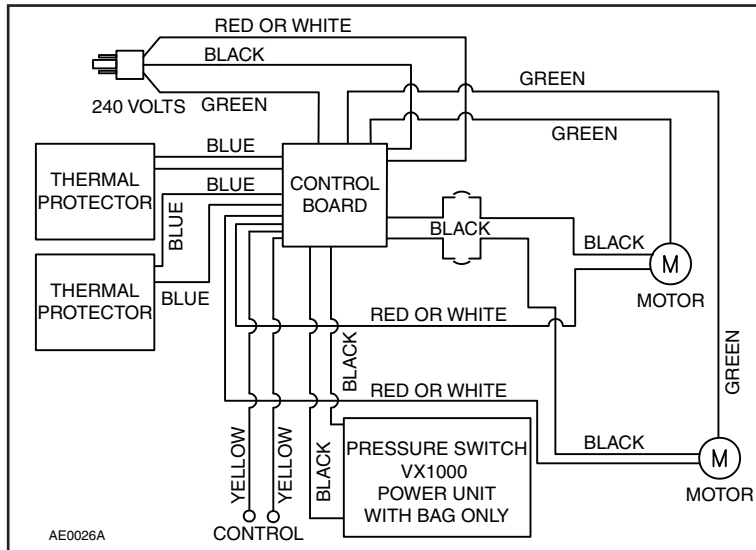 RED OR WHITE
BLACK
GREEN
240 VOLTS
GREEN
GREEN
BLUE
BLUE
THERMAL
PROTECTOR
CONTROL
BOARD
BLUE
BLACK
BLACK
M
MOTOR
THERMAL
PROTECTOR
BLUE
RED OR WHITE
BLACK
GREEN
RED OR WHITE
YELLOW
YELLOW
BLACK
PRESSURE SWITCH
VX1000
POWER UNIT
WITH BAG ONLY
BLACK
M
MOTOR
CONTROL
AE0026A